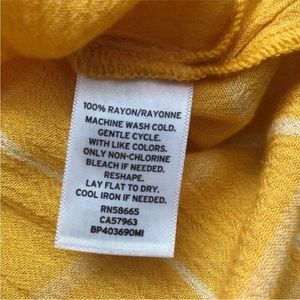 100% RAYON/RAYONNE
MACHINE WASH COLD.
GENTLE CYCLE.
WITH LIKE COLORS.
ONLY NON-CHLORINE
BLEACH IF NEEDED.
RESHAPE.
LAY FLAT TO DRY.
COOL IRON IF NEEDED.
RN58665
CA57963
BP403690MI